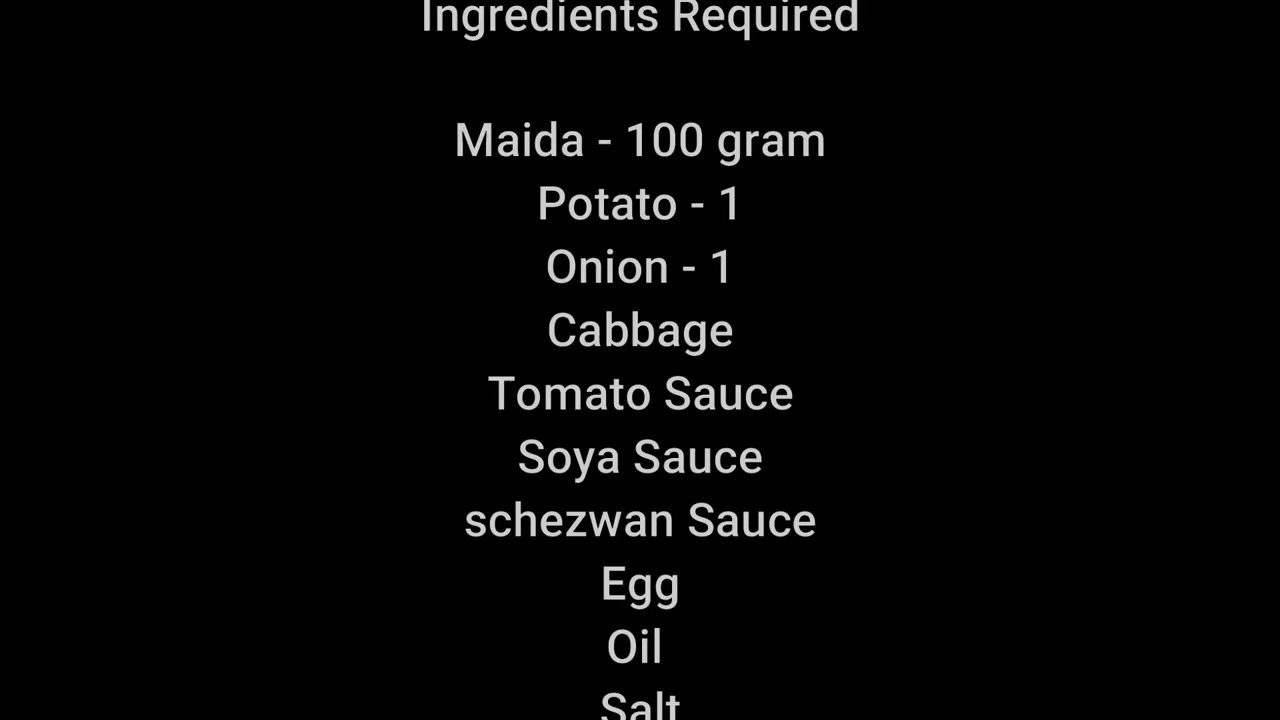 Ingredients Required
Maida - 100 gram
Potato - 1
Onion - 1
Cabbage
Tomato Sauce
Soya Sauce
schezwan Sauce
Egg
Oil
Salt